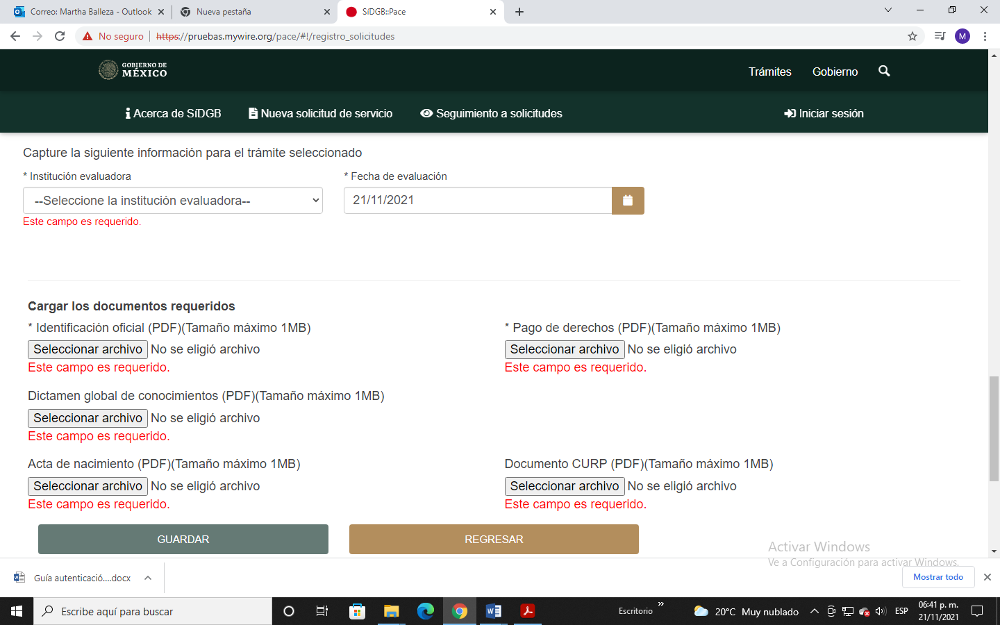 Correo: Martha Balleza - Outlook
Nueva pestaña
SíDGB::Pace
No seguro
https://pruebas.mywire.org/pace/#!/registro_solicitudes
M
GOBIERNO DE
MÉXICO
Trámites
Gobierno
Acerca de SíDGB
Nueva solicitud de servicio
Seguimiento a solicitudes
Iniciar sesión
Capture la siguiente información para el trámite seleccionado
* Institución evaluadora
* Fecha de evaluación
--Seleccione la institución evaluadora--
21/11/2021
Este campo es requerido.
Cargar los documentos requeridos
* Identificación oficial (PDF)(Tamaño máximo 1MB)
* Pago de derechos (PDF)(Tamaño máximo 1MB)
Seleccionar archivo No se eligió archivo
Seleccionar archivo No se eligió archivo
Este campo es requerido.
Este campo es requerido.
Dictamen global de conocimientos (PDF)(Tamaño máximo 1MB)
Seleccionar archivo No se eligió archivo
Este campo es requerido.
Acta de nacimiento (PDF)(Tamaño máximo 1MB)
Documento CURP (PDF)(Tamaño máximo 1MB)
Seleccionar archivo No se eligió archivo
Seleccionar archivo No se eligió archivo
Este campo es requerido.
Este campo es requerido.
GUARDAR
REGRESAR
Activar Windows
Ve a Configuración para activar Windows.
Guía autenticació....docx
Mostrar todo
Escribe aquí para buscar
Escritorio
20°C Muy nublado
ESP
06:41 p. m.
21/11/2021